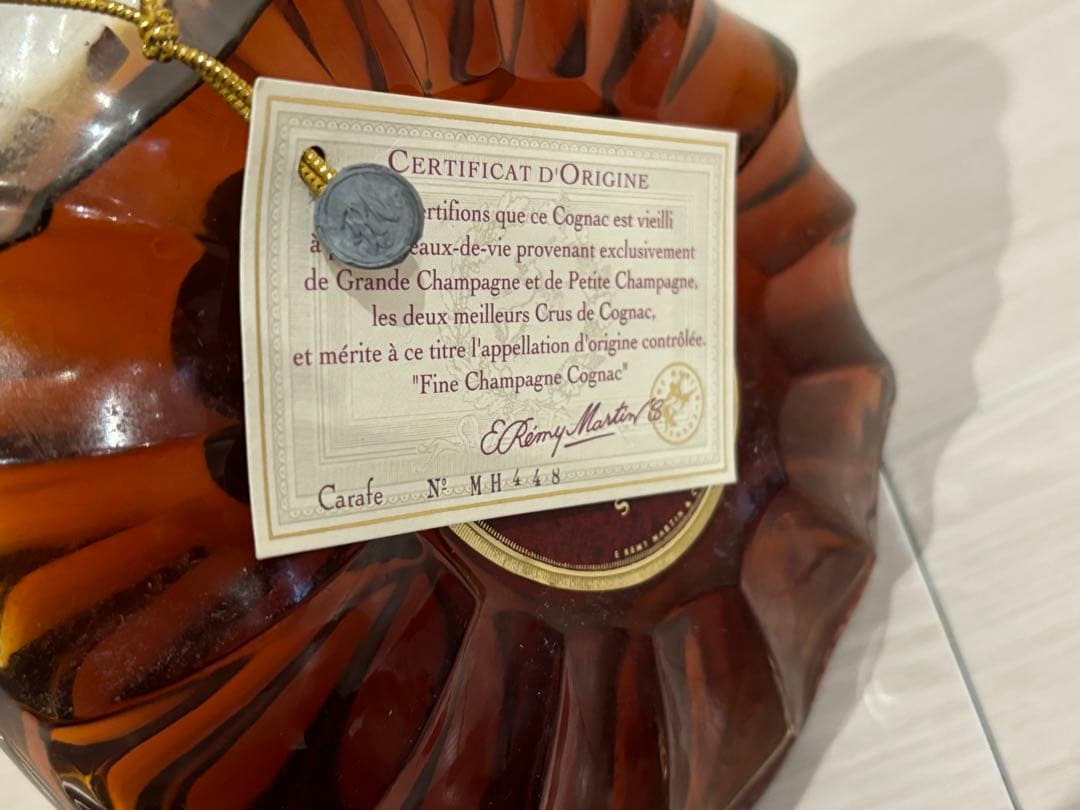 CERTIFICAT D'ORIGINE
ertifions que ce Cognac est vieilli
à p eaux-de-vie provenant exclusivement
de Grande Champagne et de Petite Champagne,
les deux meilleurs Crus de Cognac,
et mérite à ce titre l'appellation d'origine contrôlée.
"Fine Champagne Cognac"
E. Rémy Martin & C
Carafe Nº MH448
S
E. REMY MARTIN &